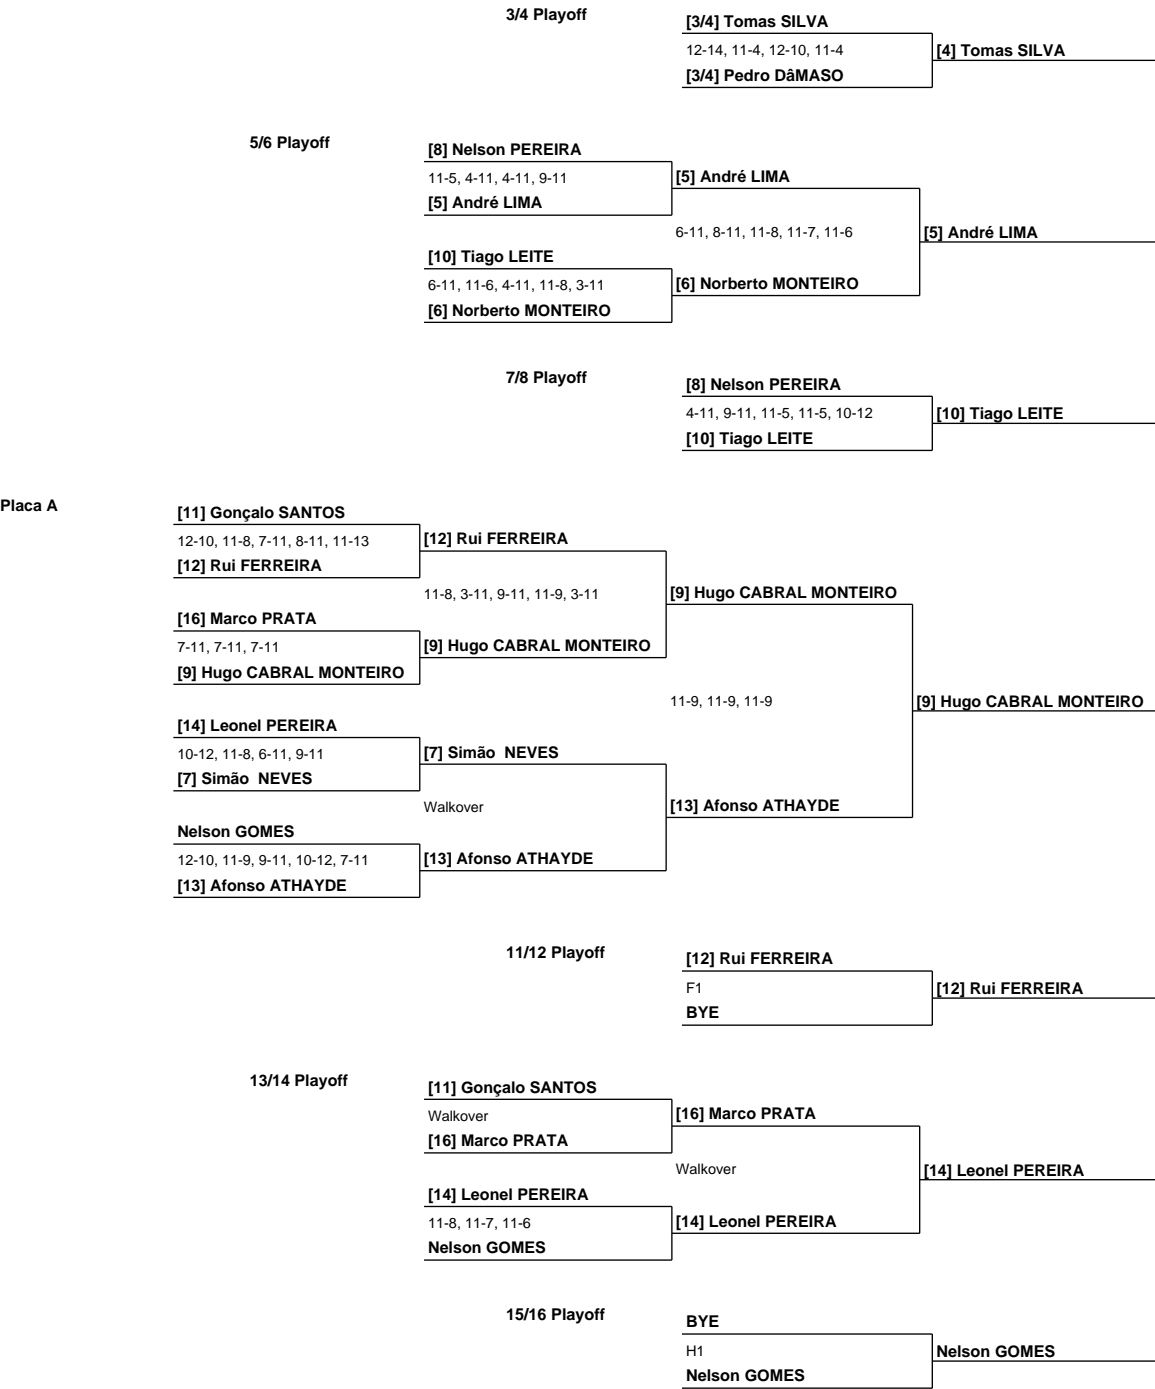 3/4 Playoff
[3/4] Tomas SILVA
12-14, 11-4, 12-10, 11-4
[4] Tomas SILVA
[3/4] Pedro DâMASO
5/6 Playoff
[8] Nelson PEREIRA
11-5, 4-11, 4-11, 9-11
[5] André LIMA
[5] André LIMA
6-11, 8-11, 11-8, 11-7, 11-6
[5] André LIMA
[10] Tiago LEITE
6-11, 11-6, 4-11, 11-8, 3-11
[6] Norberto MONTEIRO
[6] Norberto MONTEIRO
7/8 Playoff
[8] Nelson PEREIRA
4-11, 9-11, 11-5, 11-5, 10-12
[10] Tiago LEITE
[10] Tiago LEITE
Placa A
[11] Gonçalo SANTOS
12-10, 11-8, 7-11, 8-11, 11-13
[12] Rui FERREIRA
[12] Rui FERREIRA
11-8, 3-11, 9-11, 11-9, 3-11
[9] Hugo CABRAL MONTEIRO
[16] Marco PRATA
7-11, 7-11, 7-11
[9] Hugo CABRAL MONTEIRO
[9] Hugo CABRAL MONTEIRO
11-9, 11-9, 11-9
[9] Hugo CABRAL MONTEIRO
[14] Leonel PEREIRA
10-12, 11-8, 6-11, 9-11
[7] Simão  NEVES
[7] Simão  NEVES
Walkover
[13] Afonso ATHAYDE
Nelson GOMES
12-10, 11-9, 9-11, 10-12, 7-11
[13] Afonso ATHAYDE
[13] Afonso ATHAYDE
11/12 Playoff
[12] Rui FERREIRA
F1
[12] Rui FERREIRA
BYE
13/14 Playoff
[11] Gonçalo SANTOS
Walkover
[16] Marco PRATA
[16] Marco PRATA
Walkover
[14] Leonel PEREIRA
[14] Leonel PEREIRA
11-8, 11-7, 11-6
[14] Leonel PEREIRA
Nelson GOMES
15/16 Playoff
BYE
H1
Nelson GOMES
Nelson GOMES